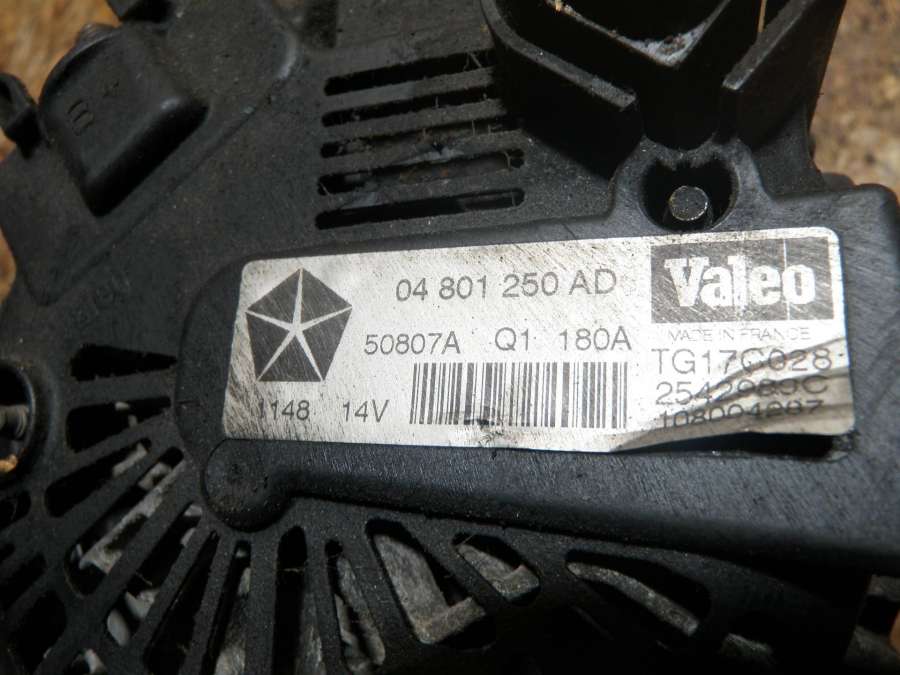 B+
04 801 250 AD
Valeo
MADE IN FRANCE
50807A Q1 180A
TG17C028
1148 14V